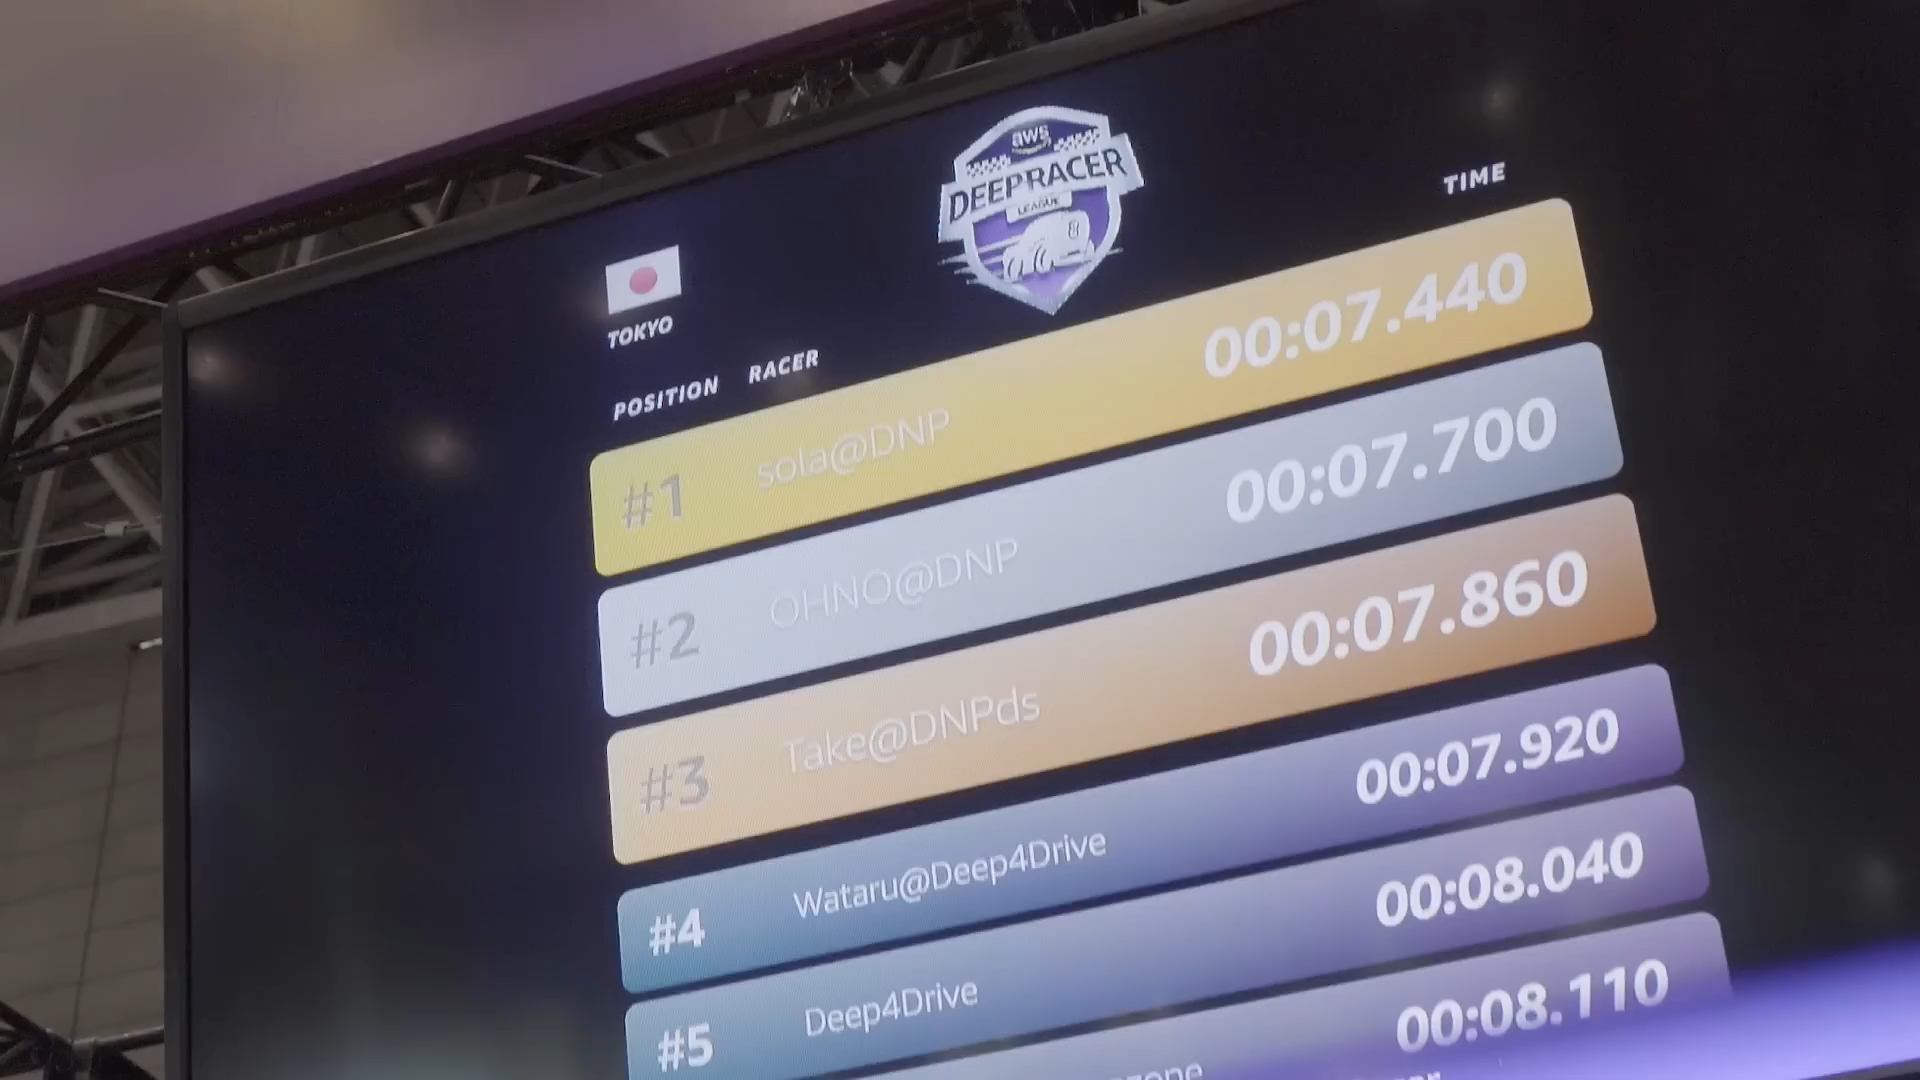 aws
DEEPRACER
LEAGUE
8
TOKYO
POSITION RACER TIME
#1 sola@DNP 00:07.440
#2 OHNO@DNP 00:07.700
#3 Take@DNPds 00:07.860
#4 Wataru@Deep4Drive 00:07.920
#5 Deep4Drive 00:08.040
00:08.110